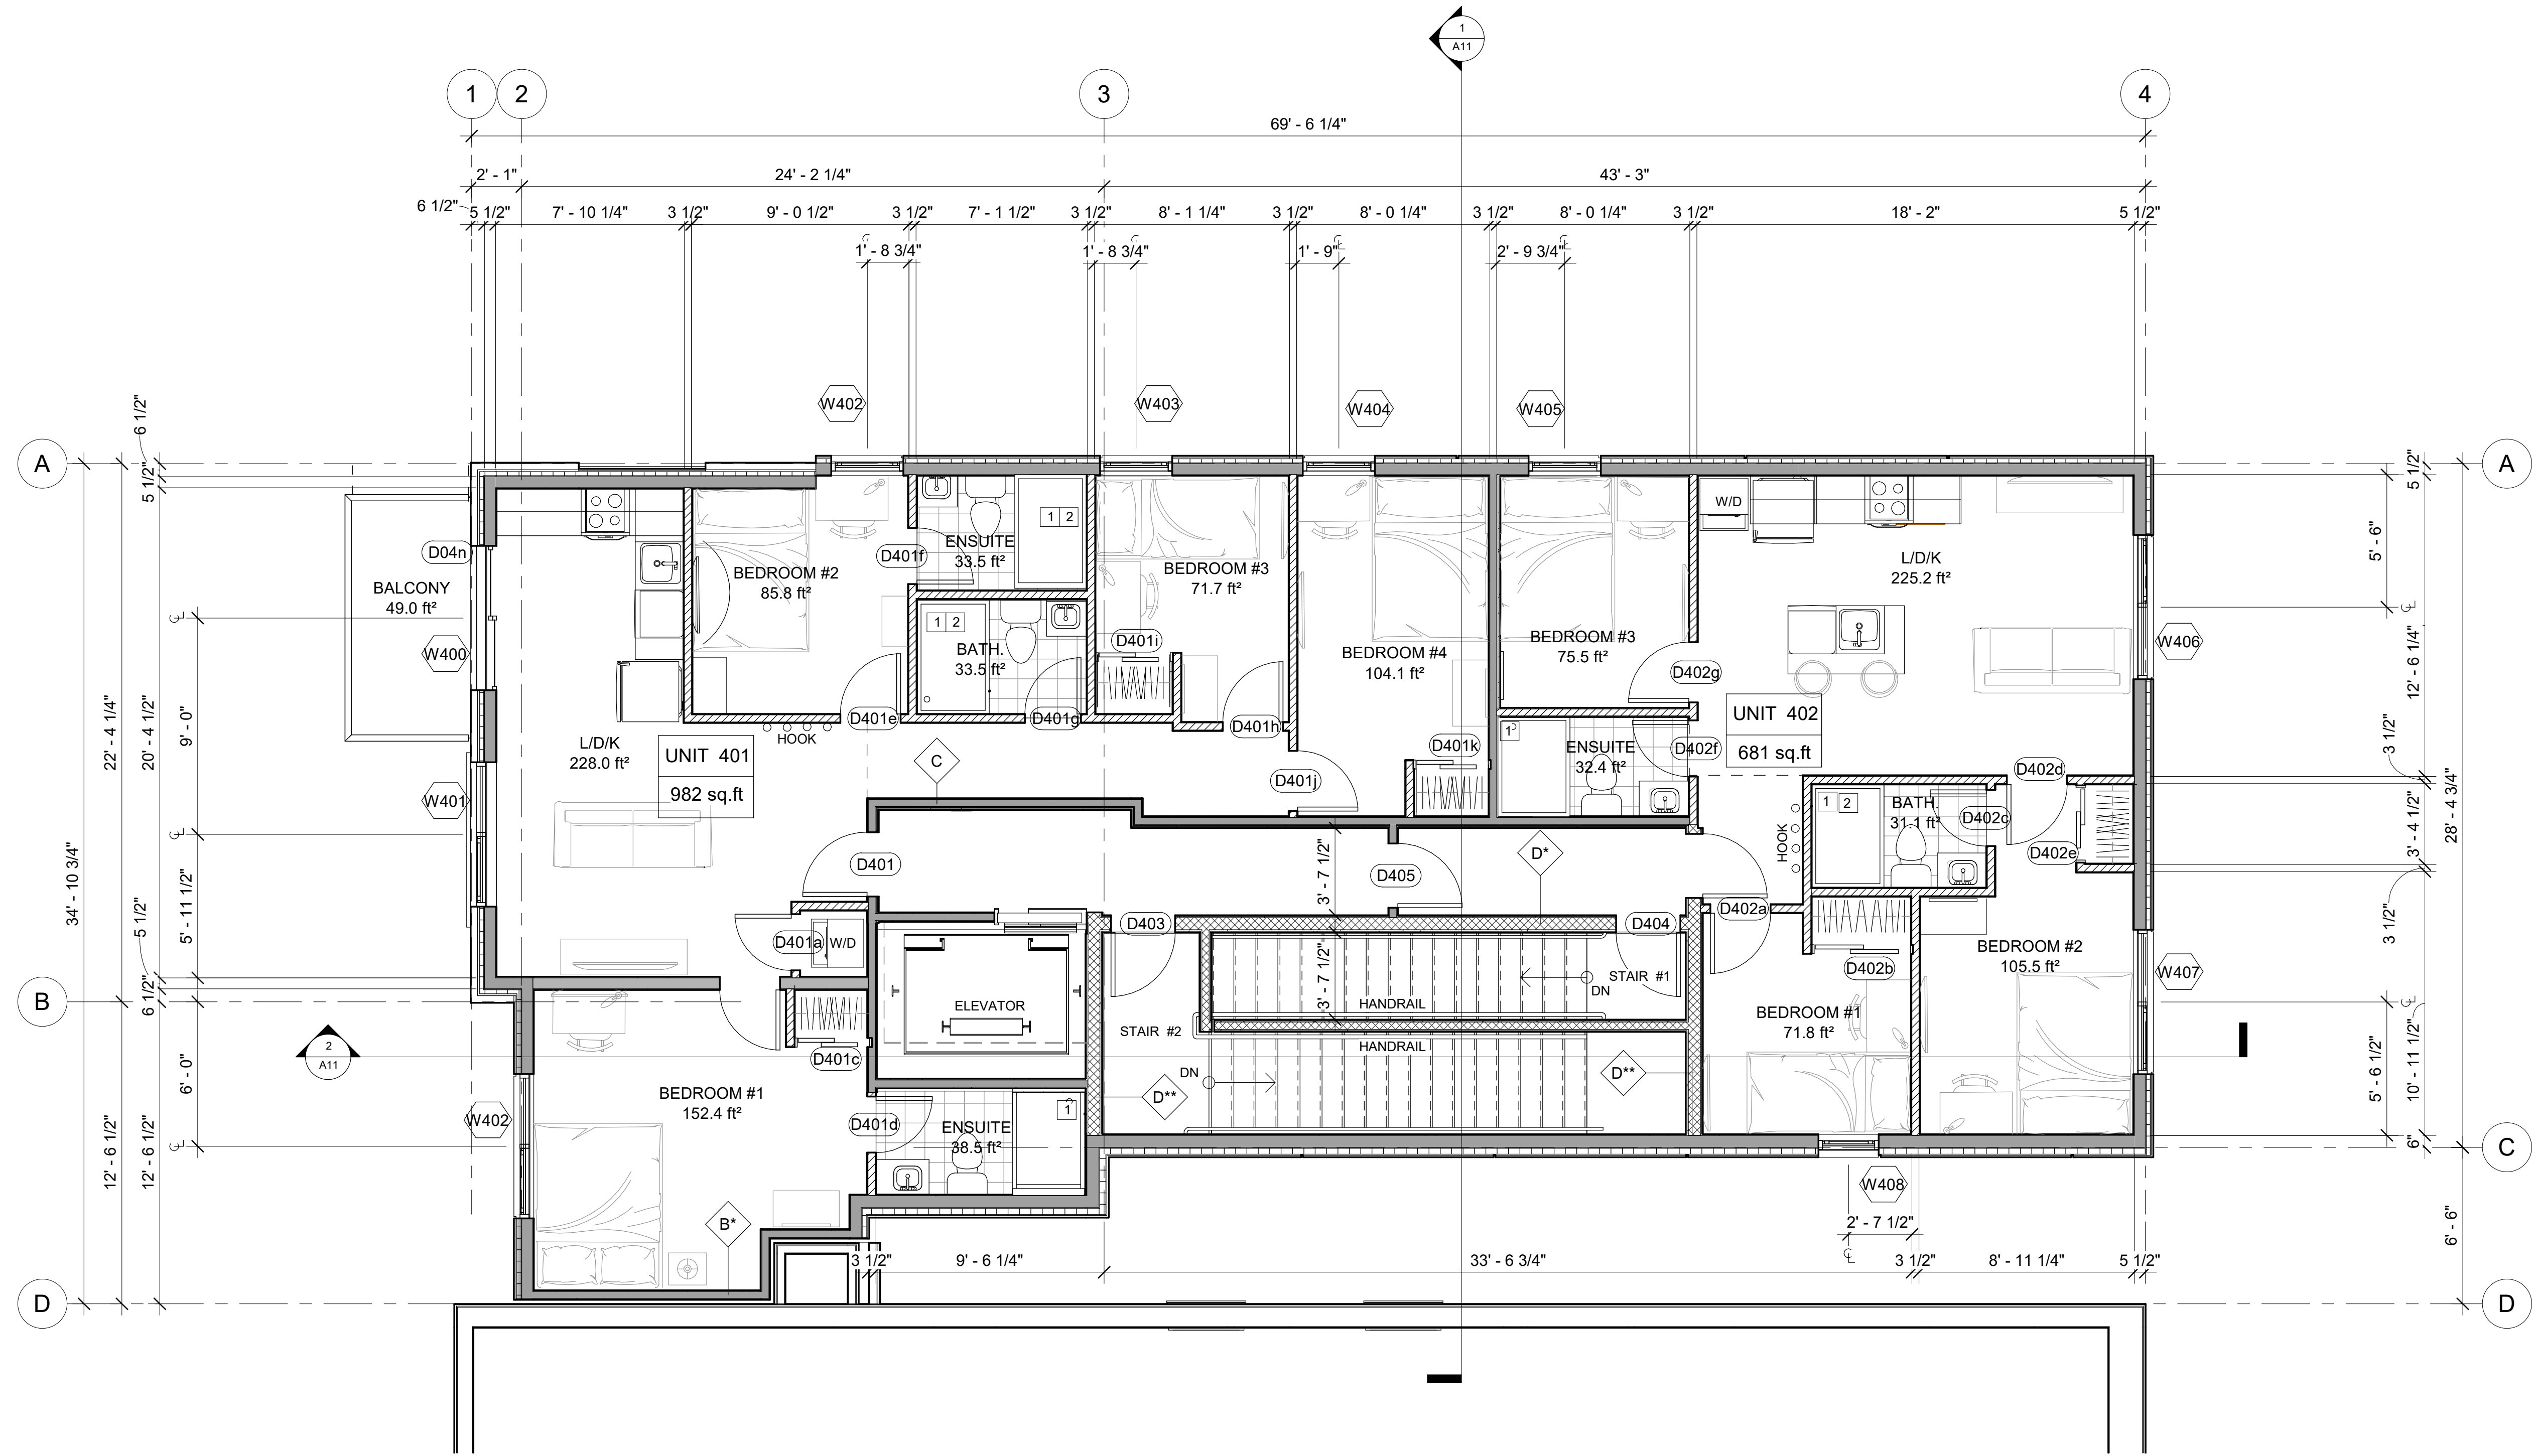 1
A11
1
2
3
4
69' - 6 1/4"
2' - 1"
24' - 2 1/4"
43' - 3"
6 1/2"
5 1/2"
7' - 10 1/4"
3 1/2"
9' - 0 1/2"
3 1/2"
7' - 1 1/2"
3 1/2"
8' - 1 1/4"
3 1/2"
8' - 0 1/4"
3 1/2"
8' - 0 1/4"
3 1/2"
18' - 2"
5 1/2"
1' - 8 3/4"
1' - 8 3/4"
1' - 9"
2' - 9 3/4"
W402
W403
W404
W405
A
A
6 1/2"
5 1/2"
22' - 4 1/4"
20' - 4 1/2"
9' - 0"
34' - 10 3/4"
5 1/2"
5' - 11 1/2"
6 1/2"
6' - 0"
12' - 6 1/2"
12' - 6 1/2"
B
D
2
A11
D04n
BALCONY
49.0 ft²
W400
W401
W402
L/D/K
228.0 ft²
UNIT 401
982 sq.ft
BEDROOM #2
85.8 ft²
D401f
ENSUITE
33.5 ft²
1 2
BATH.
33.5 ft²
1 2
D401e
HOOK
D401g
BEDROOM #3
71.7 ft²
D401i
D401h
BEDROOM #4
104.1 ft²
D401k
D401j
C
D401
D401a
W/D
ELEVATOR
D401c
BEDROOM #1
152.4 ft²
D401d
ENSUITE
38.5 ft²
1
B*
BEDROOM #3
75.5 ft²
D402g
W/D
L/D/K
225.2 ft²
UNIT 402
681 sq.ft
ENSUITE
32.4 ft²
1
D402f
D402d
1 2
BATH.
31.1 ft²
D402c
D402e
HOOK
D*
D405
3' - 7 1/2"
D403
D404
D402a
3' - 7 1/2"
STAIR #1
DN
HANDRAIL
STAIR #2
HANDRAIL
DN
D**
D**
D402b
BEDROOM #1
71.8 ft²
BEDROOM #2
105.5 ft²
W406
W407
W408
5 1/2"
5' - 6"
12' - 6 1/4"
3 1/2"
3' - 4 1/2"
28' - 4 3/4"
3 1/2"
10' - 11 1/2"
5' - 6 1/2"
6"
C
6' - 6"
D
2' - 7 1/2"
3 1/2"
9' - 6 1/4"
33' - 6 3/4"
3 1/2"
8' - 11 1/4"
5 1/2"